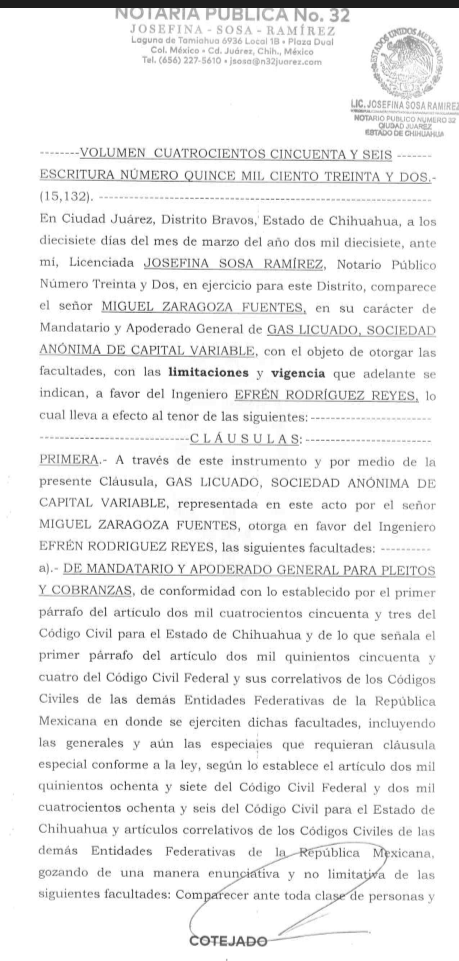 NOTARÍA PÚBLICA No. 32
JOSEFINA - SOSA - RAMÍREZ
Laguna de Tamiahua 6936 Local 1B • Plaza Dual
Col. México • Cd. Juárez, Chih., México
Tel. (656) 227-5610 • jsosa@n32juarez.com
ESTADOS UNIDOS MEXICANOS
LIC. JOSEFINA SOSA RAMIREZ
NOTARIO PUBLICO NUMERO 32
CIUDAD JUAREZ
ESTADO DE CHIHUAHUA
--------VOLUMEN CUATROCIENTOS CINCUENTA Y SEIS -------
ESCRITURA NÚMERO QUINCE MIL CIENTO TREINTA Y DOS.-
(15,132). ---------------------------------------------------------------
En Ciudad Juárez, Distrito Bravos, Estado de Chihuahua, a los
diecisiete días del mes de marzo del año dos mil diecisiete, ante
mí, Licenciada JOSEFINA SOSA RAMÍREZ, Notario Público
Número Treinta y Dos, en ejercicio para este Distrito, comparece
el señor MIGUEL ZARAGOZA FUENTES, en su carácter de
Mandatario y Apoderado General de GAS LICUADO, SOCIEDAD
ANÓNIMA DE CAPITAL VARIABLE, con el objeto de otorgar las
facultades, con las limitaciones y vigencia que adelante se
indican, a favor del Ingeniero EFRÉN RODRÍGUEZ REYES, lo
cual lleva a efecto al tenor de las siguientes: -----------------------
----------------------------C L Á U S U L A S: ------------------------
PRIMERA.- A través de este instrumento y por medio de la
presente Cláusula, GAS LICUADO, SOCIEDAD ANÓNIMA DE
CAPITAL VARIABLE, representada en este acto por el señor
MIGUEL ZARAGOZA FUENTES, otorga en favor del Ingeniero
EFRÉN RODRIGUEZ REYES, las siguientes facultades: ----------
a).- DE MANDATARIO Y APODERADO GENERAL PARA PLEITOS
Y COBRANZAS, de conformidad con lo establecido por el primer
párrafo del artículo dos mil cuatrocientos cincuenta y tres del
Código Civil para el Estado de Chihuahua y de lo que señala el
primer párrafo del artículo dos mil quinientos cincuenta y
cuatro del Código Civil Federal y sus correlativos de los Códigos
Civiles de las demás Entidades Federativas de la República
Mexicana en donde se ejerciten dichas facultades, incluyendo
las generales y aún las especiales que requieran cláusula
especial conforme a la ley, según lo establece el artículo dos mil
quinientos ochenta y siete del Código Civil Federal y dos mil
cuatrocientos ochenta y seis del Código Civil para el Estado de
Chihuahua y artículos correlativos de los Códigos Civiles de las
demás Entidades Federativas de la República Mexicana,
gozando de una manera enunciativa y no limitativa de las
siguientes facultades: Comparecer ante toda clase de personas y
COTEJADO